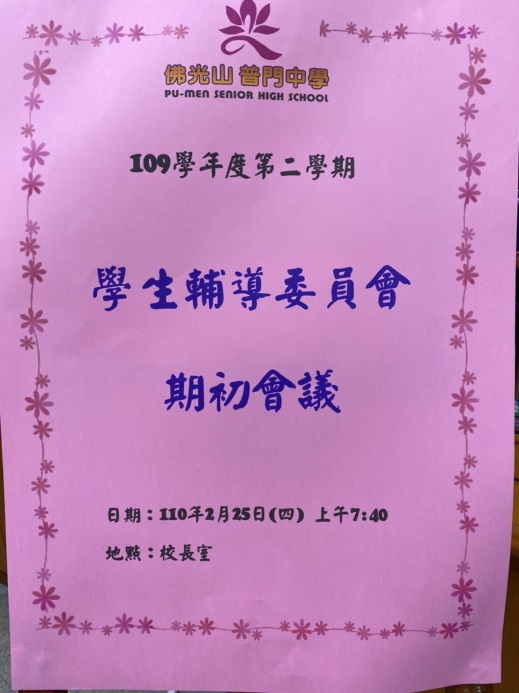 佛光山 普門中學
PU-MEN SENIOR HIGH SCHOOL
109學年度第二學期
學生輔導委員會
期初會議
日期：110年2月25日(四) 上午7:40
地點：校長室